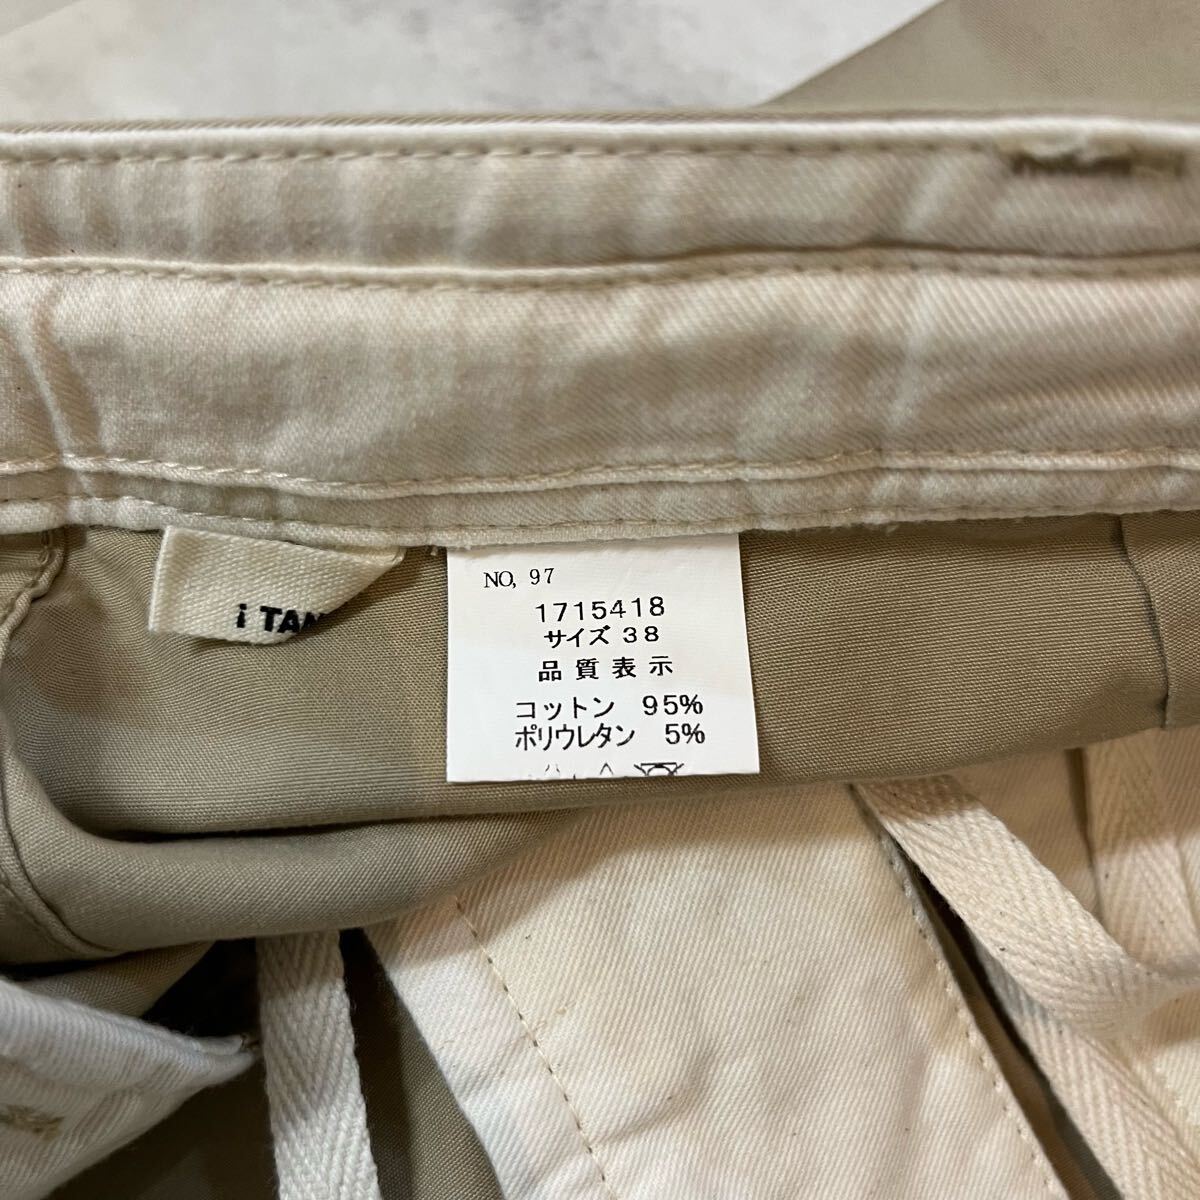 i TAN
NO, 97
1715418
サイズ 38
品質表示
コットン 95%
ポリウレタン 5%